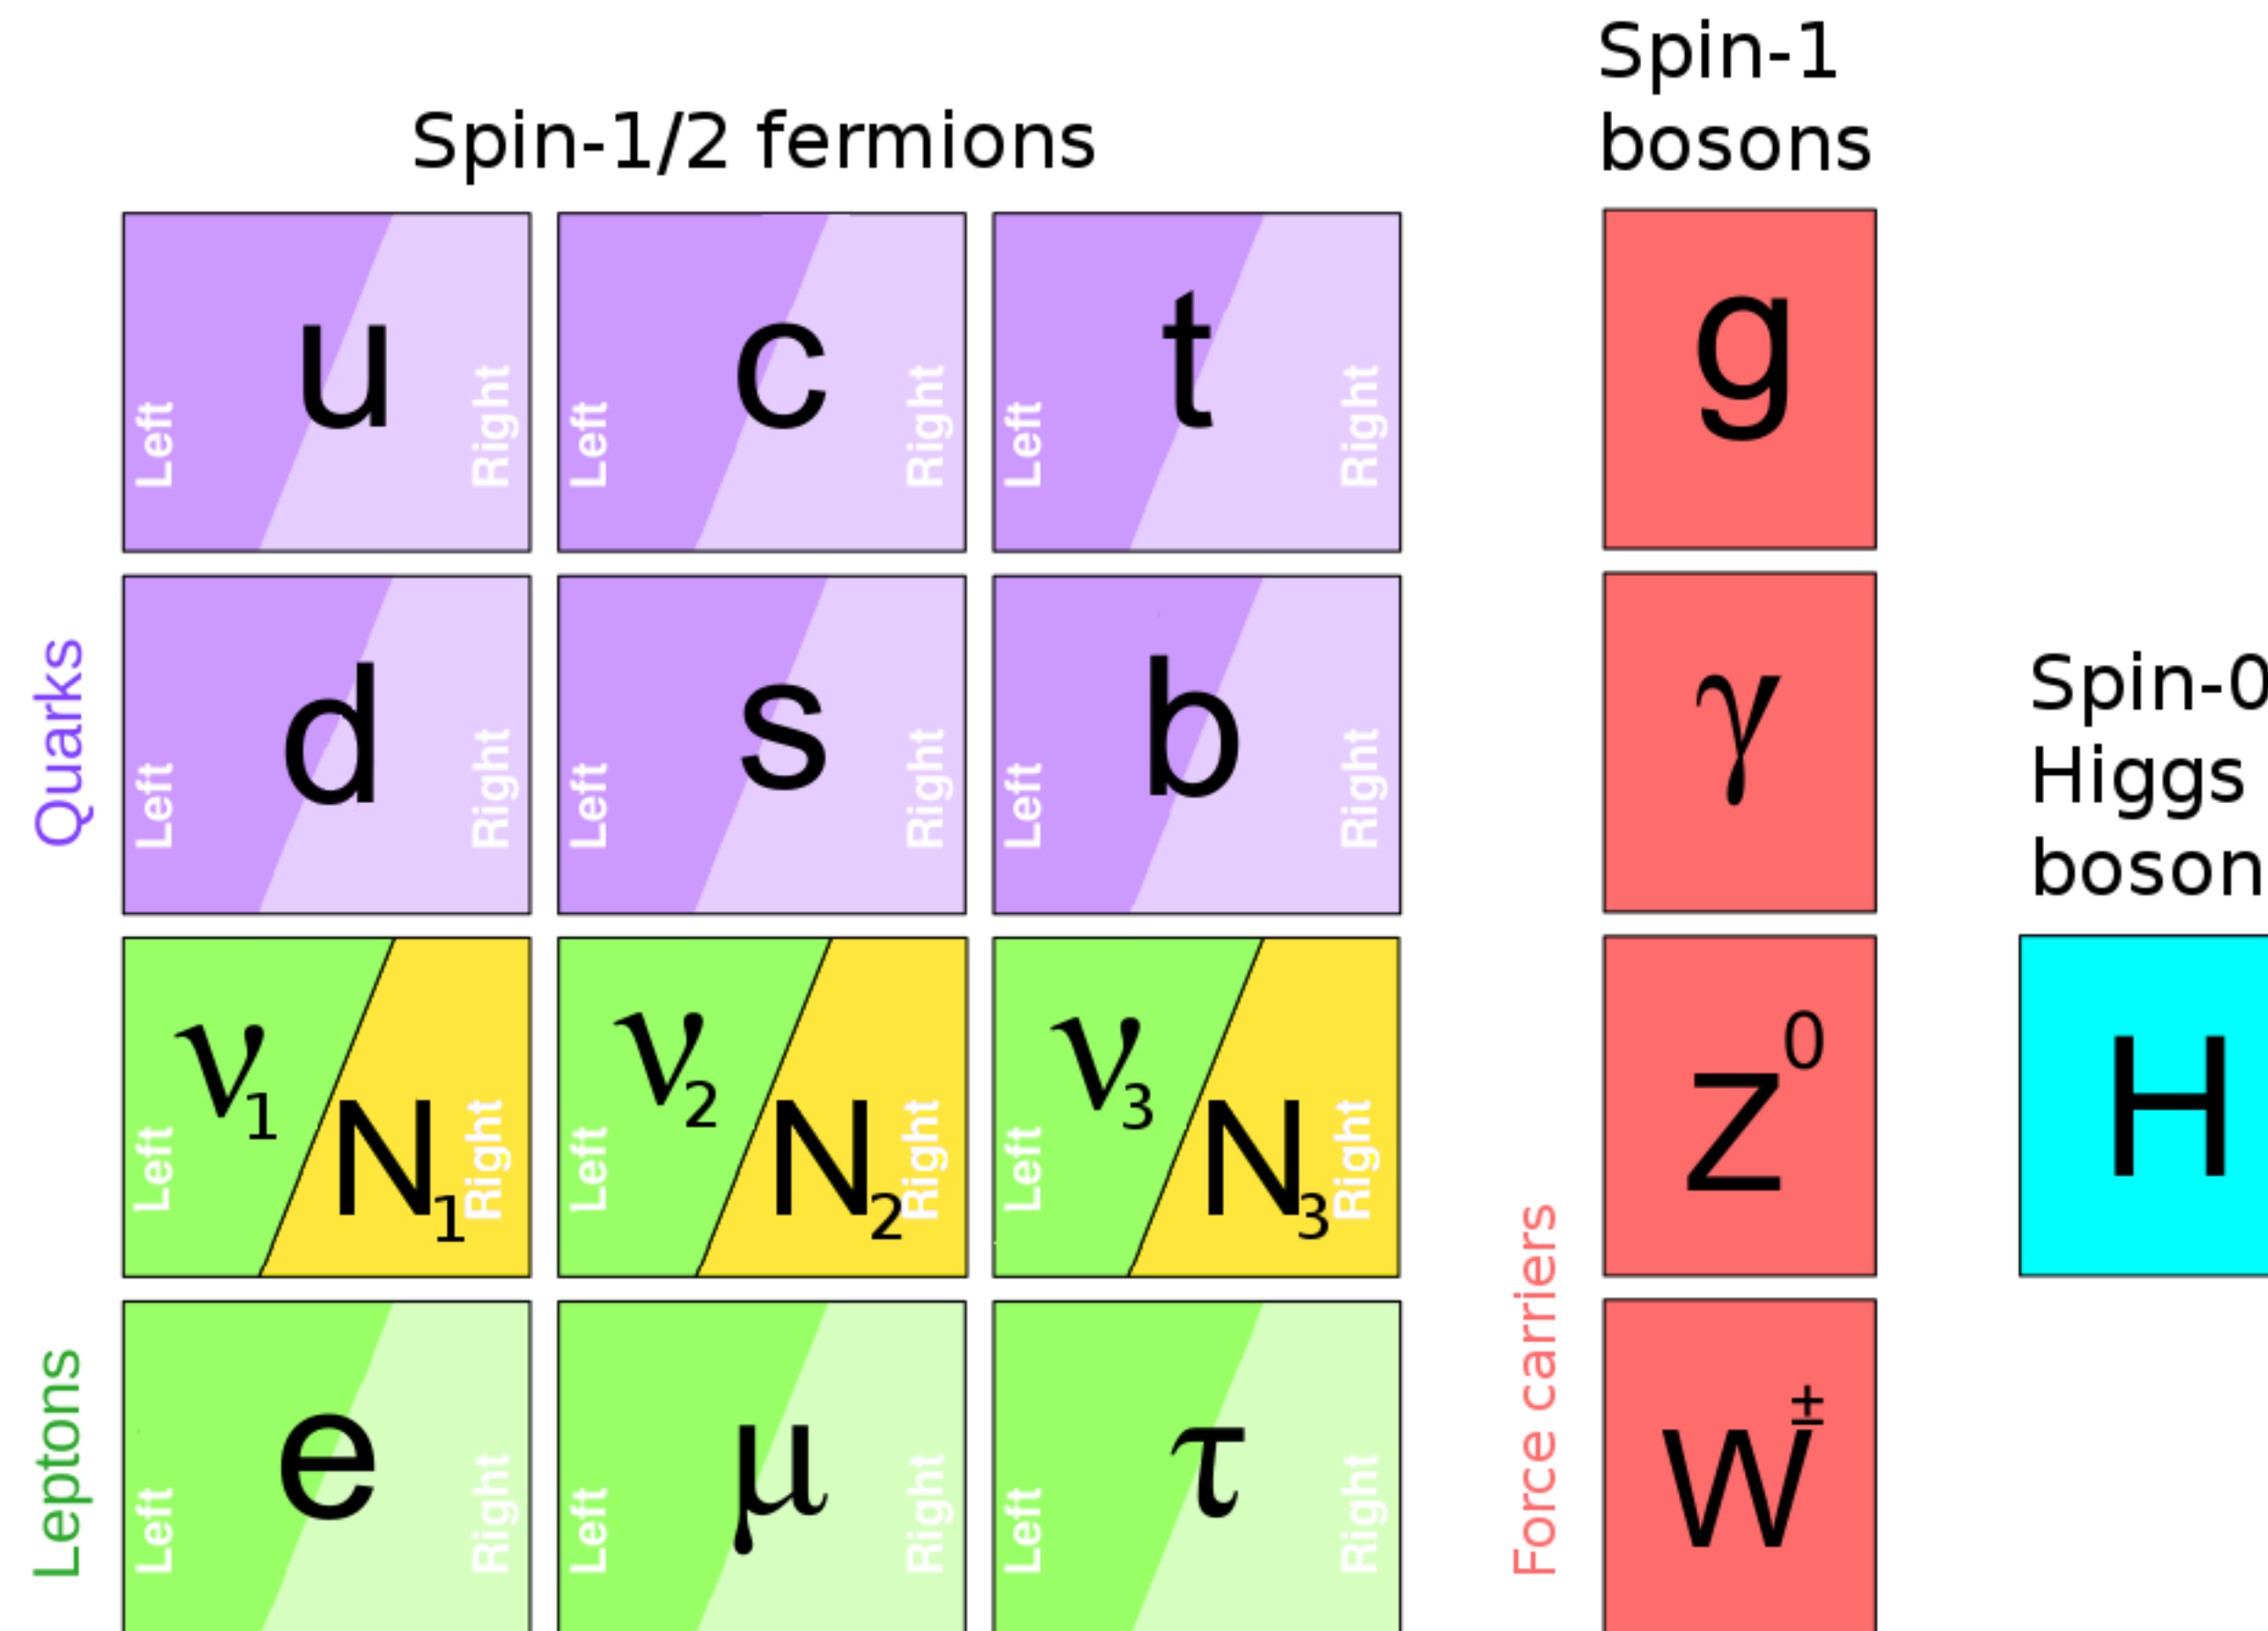 Spin-1/2 fermions
Spin-1
bosons
Quarks
u
Left
Right
c
Left
Right
t
Left
Right
g
d
Left
Right
s
Left
Right
b
Left
Right
γ
Spin-0
Higgs
boson
Leptons
ν1
Left
N1
Right
ν2
Left
N2
Right
ν3
Left
N3
Right
Force carriers
Z0
H
e
Left
Right
μ
Left
Right
τ
Left
Right
W±